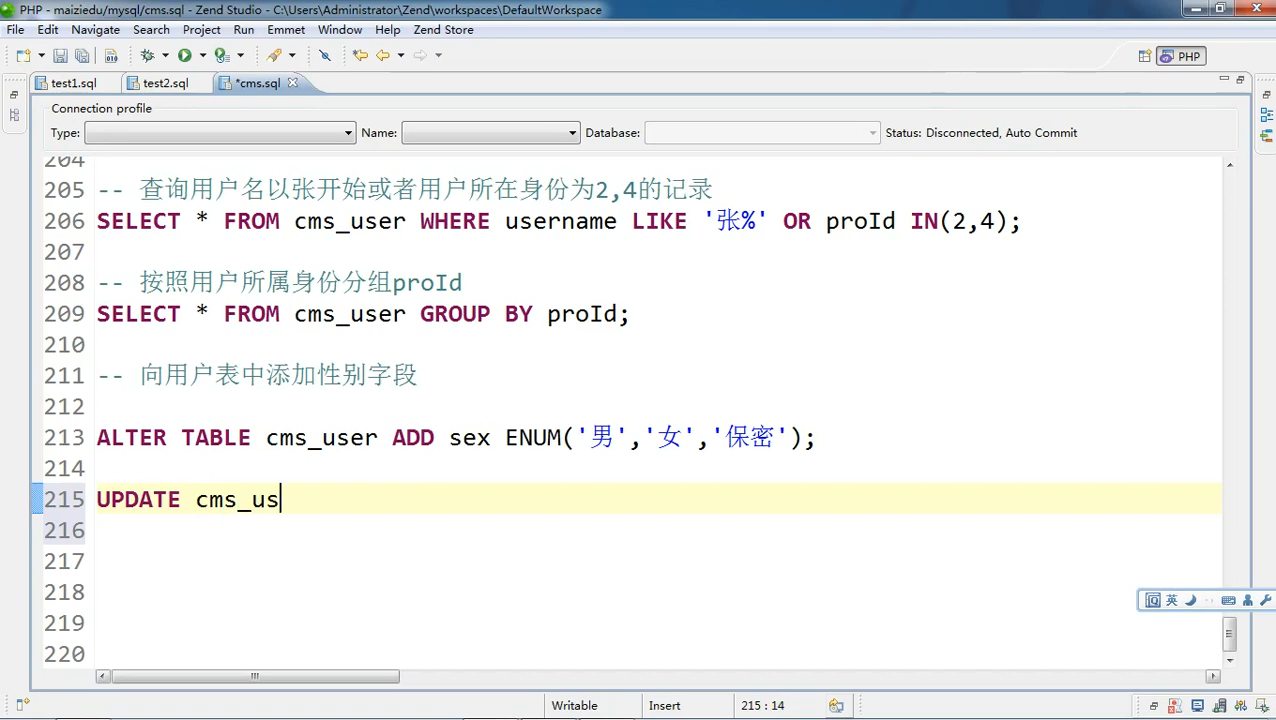 PHP - maiziedu/mysql/cms.sql - Zend Studio - C:\Users\Administrator\Zend\workspaces\DefaultWorkspace
File Edit Navigate Search Project Run Emmet Window Help Zend Store
PHP
test1.sql test2.sql *cms.sql
Connection profile
Type: Name: Database: Status: Disconnected, Auto Commit
204
205 -- 查询用户名以张开始或者用户所在身份为2,4的记录
206 SELECT * FROM cms_user WHERE username LIKE '张%' OR proId IN(2,4);
207
208 -- 按照用户所属身份分组proId
209 SELECT * FROM cms_user GROUP BY proId;
210
211 -- 向用户表中添加性别字段
212
213 ALTER TABLE cms_user ADD sex ENUM('男','女','保密');
214
215 UPDATE cms_us
216
217
218
219
220
英
Writable Insert 215 : 14